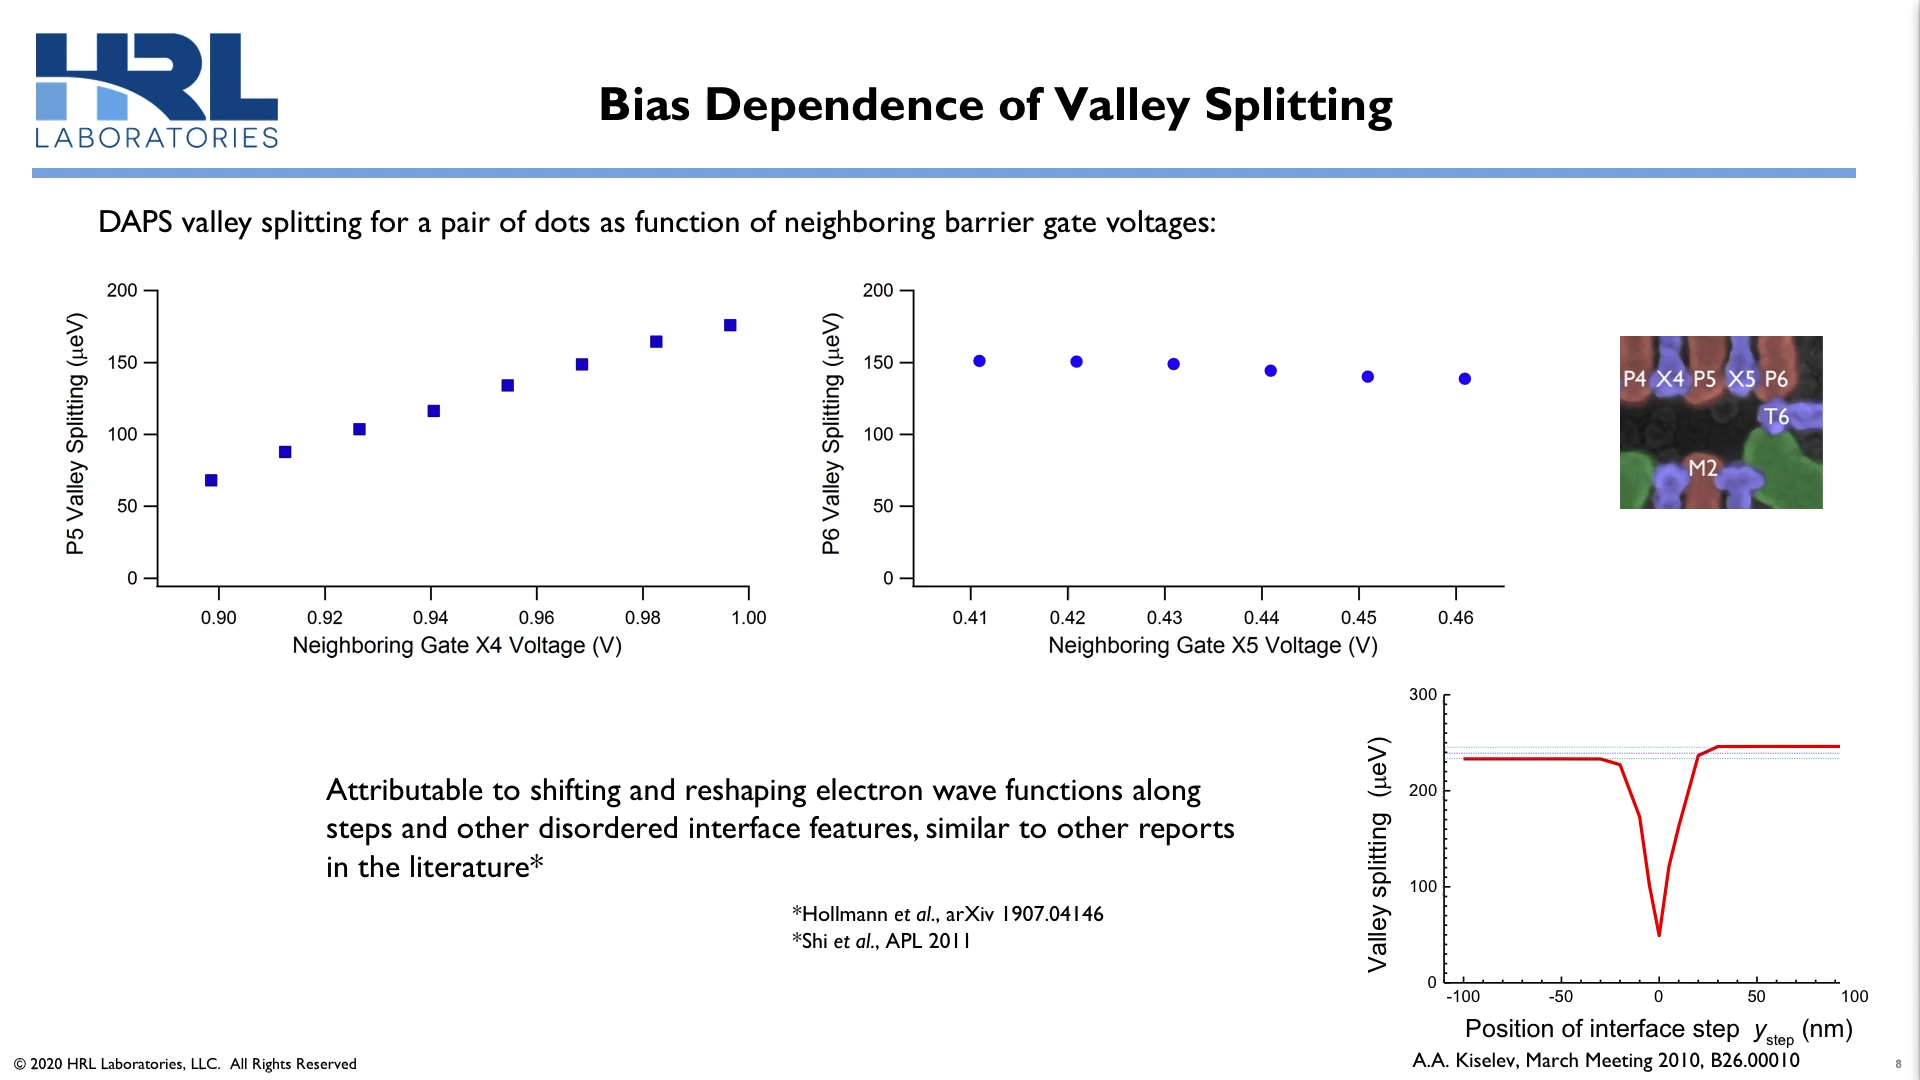 HRL
LABORATORIES
Bias Dependence of Valley Splitting
DAPS valley splitting for a pair of dots as function of neighboring barrier gate voltages:
P5 Valley Splitting (μeV)
200
150
100
50
0
0.90 0.92 0.94 0.96 0.98 1.00
Neighboring Gate X4 Voltage (V)
P6 Valley Splitting (μeV)
200
150
100
50
0
0.41 0.42 0.43 0.44 0.45 0.46
Neighboring Gate X5 Voltage (V)
P4 X4 P5 X5 P6
T6
M2
Attributable to shifting and reshaping electron wave functions along
steps and other disordered interface features, similar to other reports
in the literature*
*Hollmann et al., arXiv 1907.04146
*Shi et al., APL 2011
Valley splitting (μeV)
300
200
100
0
-100 -50 0 50 100
Position of interface step ystep (nm)
A.A. Kiselev, March Meeting 2010, B26.00010
© 2020 HRL Laboratories, LLC. All Rights Reserved
8